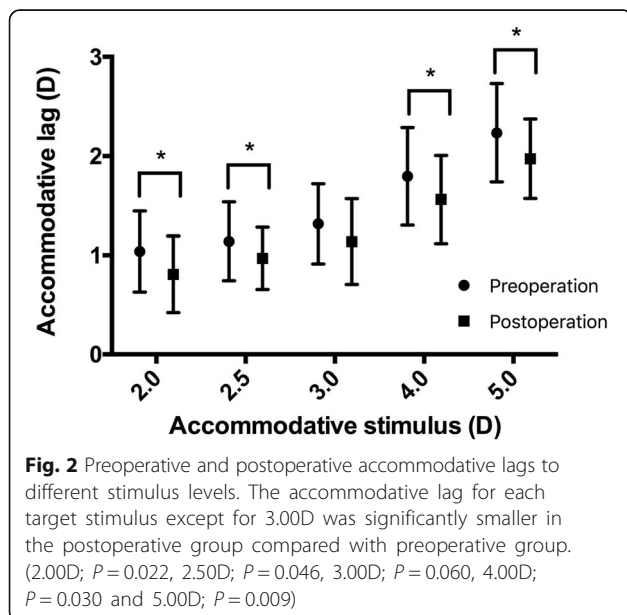 3
*
*
*
*
2
1
0
Accommodative lag (D)
Preoperation
Postoperation
2.0
2.5
3.0
4.0
5.0
Accommodative stimulus (D)
Fig. 2 Preoperative and postoperative accommodative lags to
different stimulus levels. The accommodative lag for each
target stimulus except for 3.00D was significantly smaller in
the postoperative group compared with preoperative group.
(2.00D; P = 0.022, 2.50D; P = 0.046, 3.00D; P = 0.060, 4.00D;
P = 0.030 and 5.00D; P = 0.009)